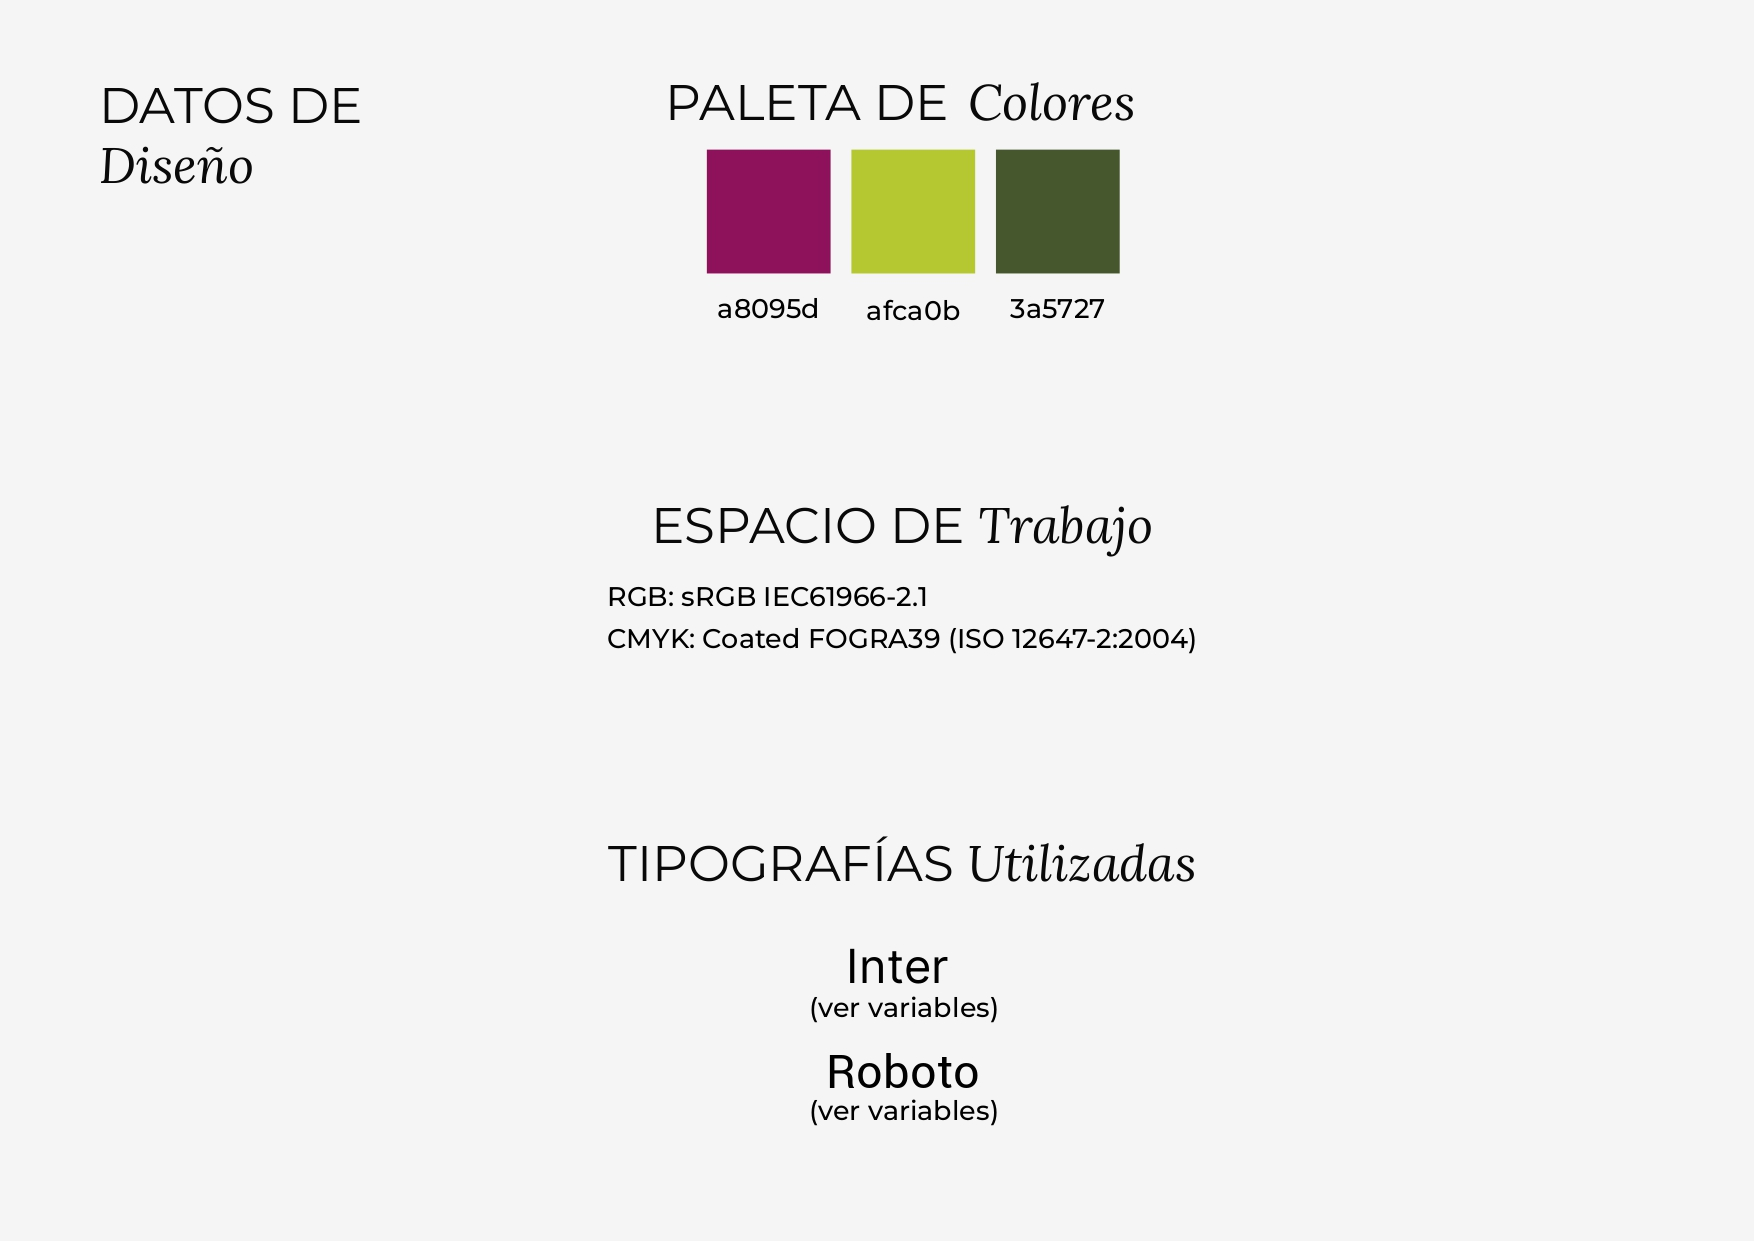 DATOS DE
Diseño
PALETA DE Colores
a8095d afca0b 3a5727
ESPACIO DE Trabajo
RGB: sRGB IEC61966-2.1
CMYK: Coated FOGRA39 (ISO 12647-2:2004)
TIPOGRAFÍAS Utilizadas
Inter
(ver variables)
Roboto
(ver variables)